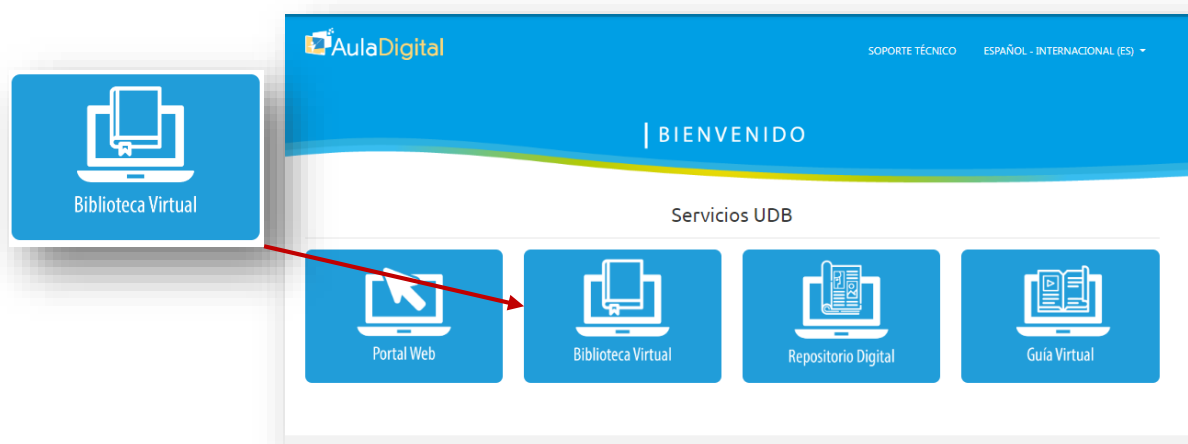 Biblioteca Virtual
AulaDigital
SOPORTE TÉCNICO ESPAÑOL - INTERNACIONAL (ES)
BIENVENIDO
Servicios UDB
Portal Web
Biblioteca Virtual
Repositorio Digital
Guía Virtual